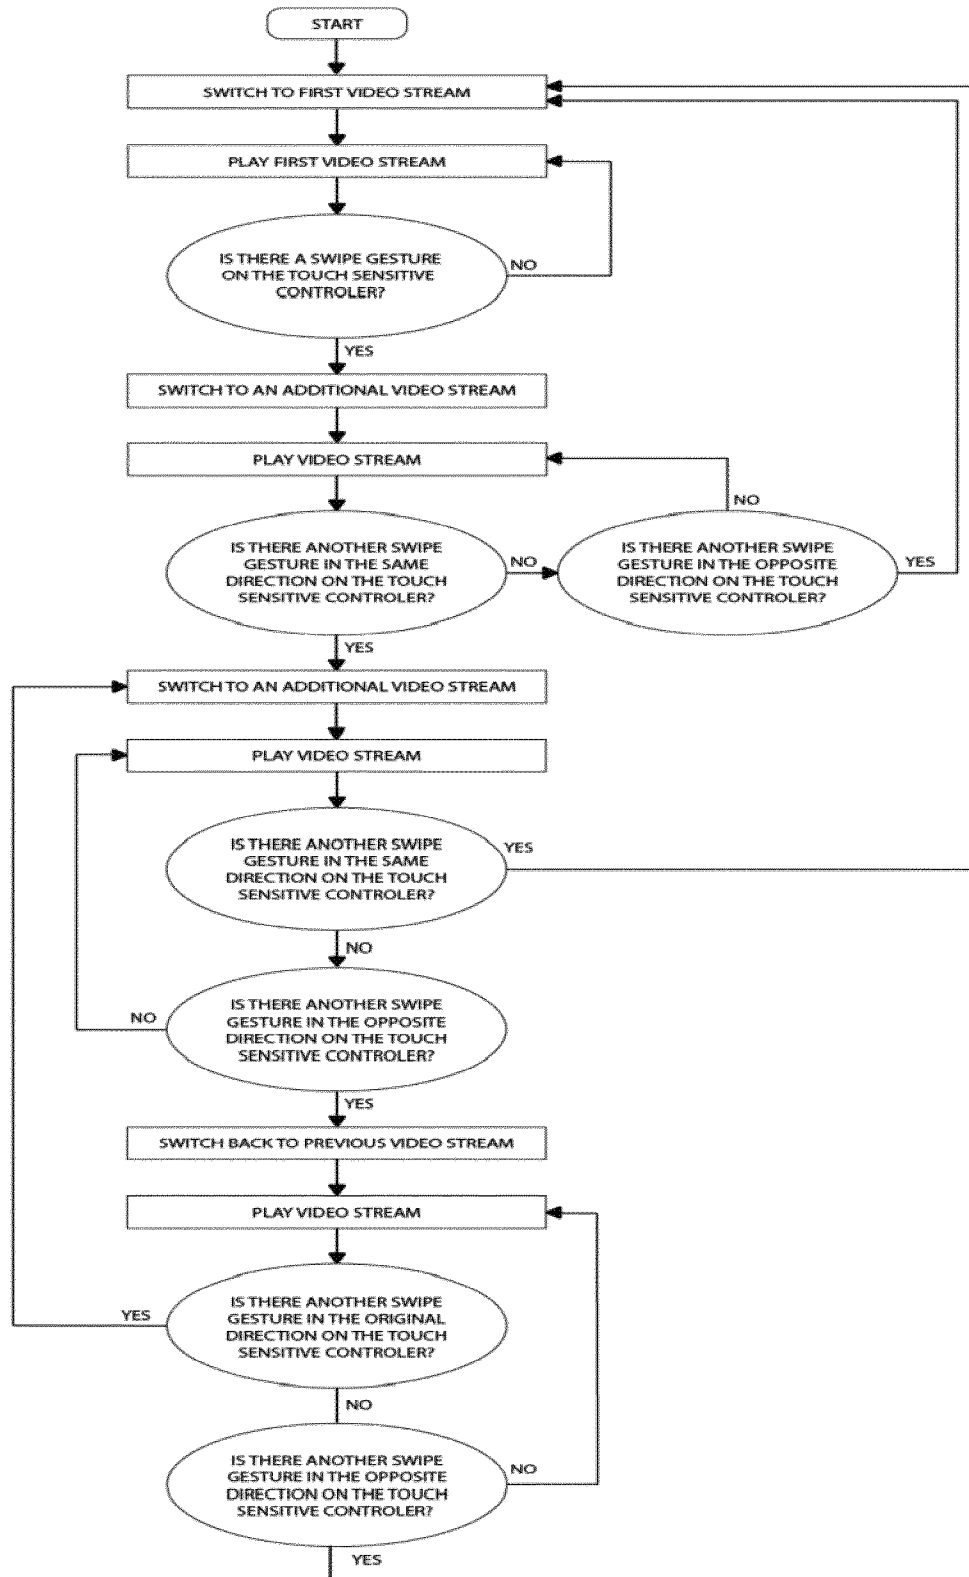 START
SWITCH TO FIRST VIDEO STREAM
PLAY FIRST VIDEO STREAM
IS THERE A SWIPE GESTURE
ON THE TOUCH SENSITIVE
CONTROLER?
NO
YES
SWITCH TO AN ADDITIONAL VIDEO STREAM
PLAY VIDEO STREAM
IS THERE ANOTHER SWIPE
GESTURE IN THE SAME
DIRECTION ON THE TOUCH
SENSITIVE CONTROLER?
NO
NO
IS THERE ANOTHER SWIPE
GESTURE IN THE OPPOSITE
DIRECTION ON THE TOUCH
SENSITIVE CONTROLER?
YES
YES
SWITCH TO AN ADDITIONAL VIDEO STREAM
PLAY VIDEO STREAM
IS THERE ANOTHER SWIPE
GESTURE IN THE SAME
DIRECTION ON THE TOUCH
SENSITIVE CONTROLER?
YES
NO
IS THERE ANOTHER SWIPE
GESTURE IN THE OPPOSITE
DIRECTION ON THE TOUCH
SENSITIVE CONTROLER?
NO
YES
SWITCH BACK TO PREVIOUS VIDEO STREAM
PLAY VIDEO STREAM
IS THERE ANOTHER SWIPE
GESTURE IN THE ORIGINAL
DIRECTION ON THE TOUCH
SENSITIVE CONTROLER?
YES
NO
IS THERE ANOTHER SWIPE
GESTURE IN THE OPPOSITE
DIRECTION ON THE TOUCH
SENSITIVE CONTROLER?
NO
YES